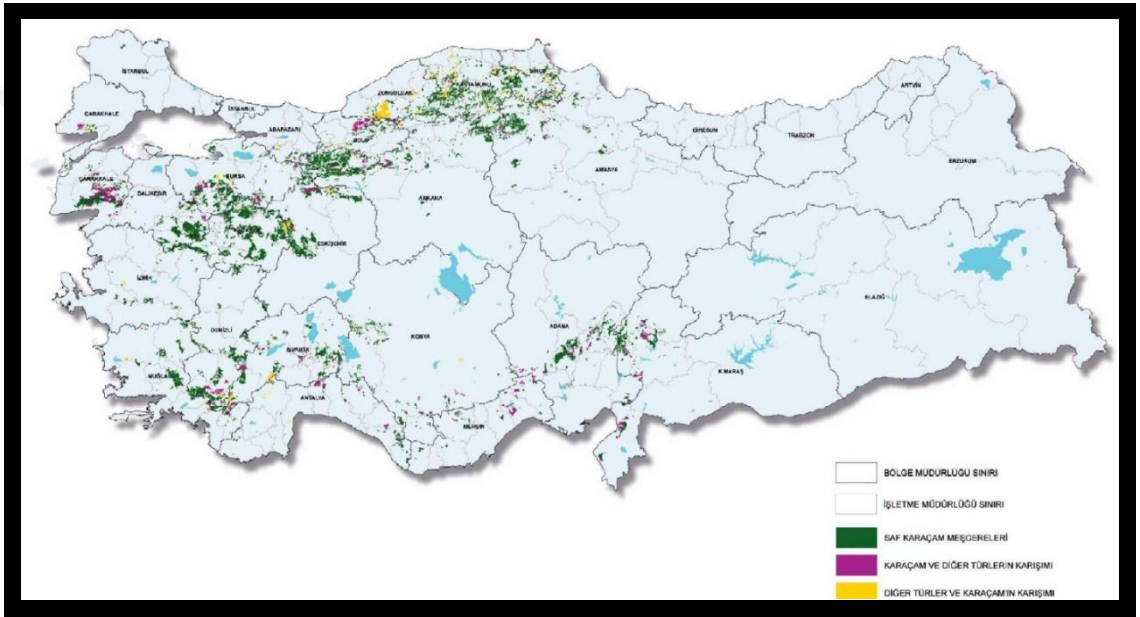 İSTANBUL
SİNOP
KASTAMONU
ZONGULDAK
ÇANAKKALE
İSTANBUL
ADAPAZARI
ARTVİN
GİRESUN
TRABZON
BOLU
ERZURUM
AMASYA
BURSA
ÇANAKKALE
BALIKESİR
ANKARA
ESKİŞEHİR
İZMİR
ELAZIĞ
DENİZLİ
ADANA
KONYA
ISPARTA
K.MARAŞ
MUĞLA
ANTALYA
MERSİN
BÖLGE MÜDÜRLÜĞÜ SINIRI
İŞLETME MÜDÜRLÜĞÜ SINIRI
SAF KARAÇAM MEŞCERELERİ
KARAÇAM VE DİĞER TÜRLERİN KARIŞIMI
DİĞER TÜRLER VE KARAÇAM'IN KARIŞIMI